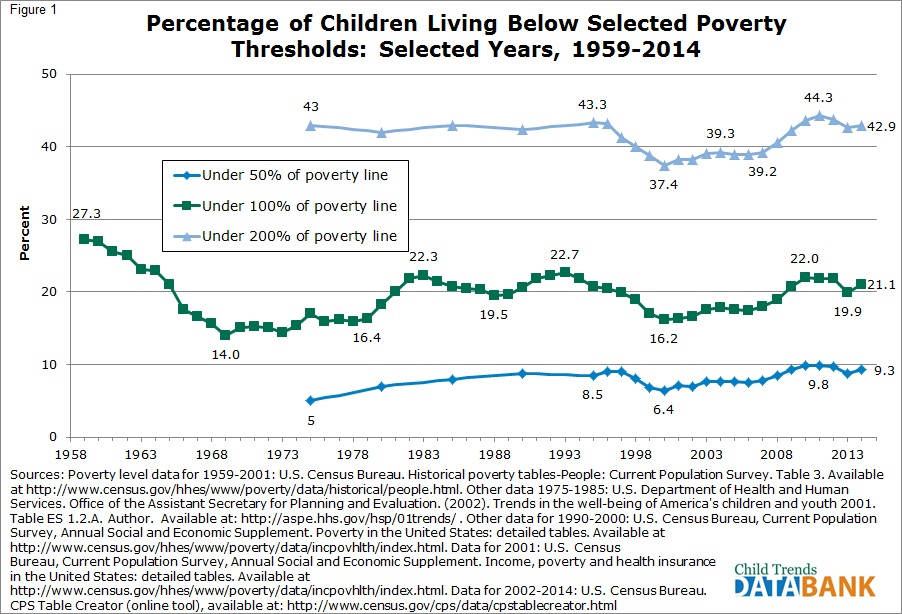 Figure 1
Percentage of Children Living Below Selected Poverty
Thresholds: Selected Years, 1959-2014
50
43
43.3
44.3
42.9
40
39.3
39.2
37.4
Under 50% of poverty line
Under 100% of poverty line
Under 200% of poverty line
Percent
30
27.3
22.3
22.7
22.0
21.1
20
19.5
19.9
16.4
16.2
14.0
10
9.8
9.3
8.5
6.4
5
0
1958 1963 1968 1973 1978 1983 1988 1993 1998 2003 2008 2013
Sources: Poverty level data for 1959-2001: U.S. Census Bureau. Historical poverty tables-People: Current Population Survey. Table 3. Available
at http://www.census.gov/hhes/www/poverty/data/historical/people.html. Other data 1975-1985: U.S. Department of Health and Human
Services. Office of the Assistant Secretary for Planning and Evaluation. (2002). Trends in the well-being of America's children and youth 2001.
Table ES 1.2.A. Author. Available at: http://aspe.hhs.gov/hsp/01trends/ . Other data for 1990-2000: U.S. Census Bureau, Current Population
Survey, Annual Social and Economic Supplement. Poverty in the United States: detailed tables. Available at
http://www.census.gov/hhes/www/poverty/data/incpovhlth/index.html. Data for 2001: U.S. Census
Bureau, Current Population Survey, Annual Social and Economic Supplement. Income, poverty and health insurance
in the United States: detailed tables. Available at
http://www.census.gov/hhes/www/poverty/data/incpovhlth/index.html. Data for 2002-2014: U.S. Census Bureau.
CPS Table Creator (online tool), available at: http://www.census.gov/cps/data/cpstablecreator.html
Child Trends
DATABANK